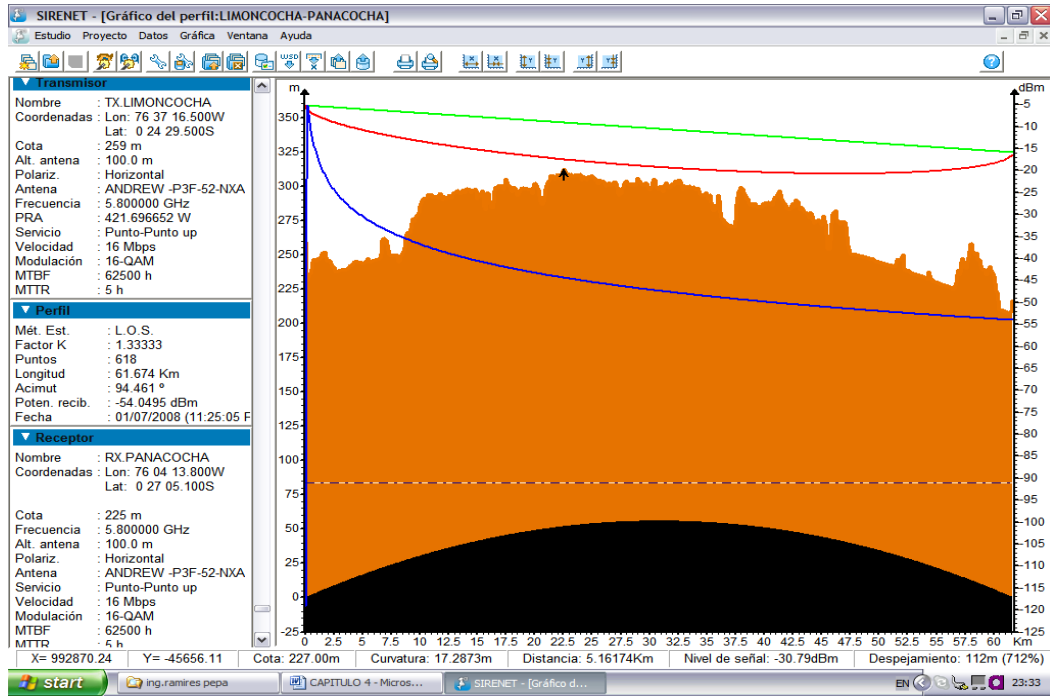 SIRENET - [Gráfico del perfil:LIMONCOCHA-PANACOCHA]
Estudio Proyecto Datos Gráfica Ventana Ayuda
Transmisor
Nombre : TX.LIMONCOCHA
Coordenadas : Lon: 76 37 16.500W
Lat: 0 24 29.500S
Cota : 259 m
Alt. antena : 100.0 m
Polariz. : Horizontal
Antena : ANDREW -P3F-52-NXA
Frecuencia : 5.800000 GHz
PRA : 421.696652 W
Servicio : Punto-Punto up
Velocidad : 16 Mbps
Modulación : 16-QAM
MTBF : 62500 h
MTTR : 5 h
Perfil
Mét. Est. : L.O.S.
Factor K : 1.33333
Puntos : 618
Longitud : 61.674 Km
Acimut : 94.461 º
Poten. recib. : -54.0495 dBm
Fecha : 01/07/2008 (11:25:05 F
Receptor
Nombre : RX.PANACOCHA
Coordenadas : Lon: 76 04 13.800W
Lat: 0 27 05.100S
Cota : 225 m
Frecuencia : 5.800000 GHz
Alt. antena : 100.0 m
Polariz. : Horizontal
Antena : ANDREW -P3F-52-NXA
Servicio : Punto-Punto up
Velocidad : 16 Mbps
Modulación : 16-QAM
MTBF : 62500 h
MTTR : 5 h
m
350
325
300
275
250
225
200
175
150
125
100
75
50
25
0
-25
dBm
-5
-10
-15
-20
-25
-30
-35
-40
-45
-50
-55
-60
-65
-70
-75
-80
-85
-90
-95
-100
-105
-110
-115
-120
-125
0 2.5 5 7.5 10 12.5 15 17.5 20 22.5 25 27.5 30 32.5 35 37.5 40 42.5 45 47.5 50 52.5 55 57.5 60 Km
X= 992870.24 Y= -45656.11 Cota: 227.00m Curvatura: 17.2873m Distancia: 5.16174Km Nivel de señal: -30.79dBm Despejamiento: 112m (712%)
start ing.ramires pepa CAPITULO 4 - Micros... SIRENET - [Gráfico d... EN 23:33